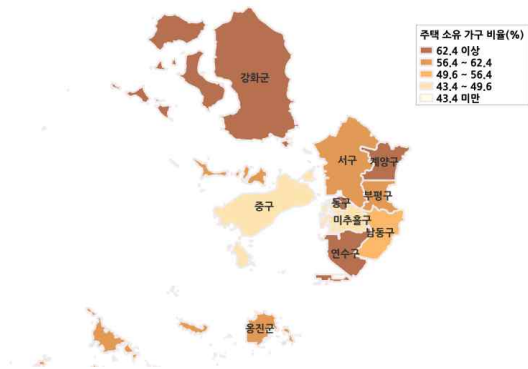 주택 소유 가구 비율(%)
62.4 이상
56.4 ~ 62.4
49.6 ~ 56.4
43.4 ~ 49.6
43.4 미만
강화군
서구
계양구
부평구
중구
동구
미추홀구
남동구
연수구
옹진군